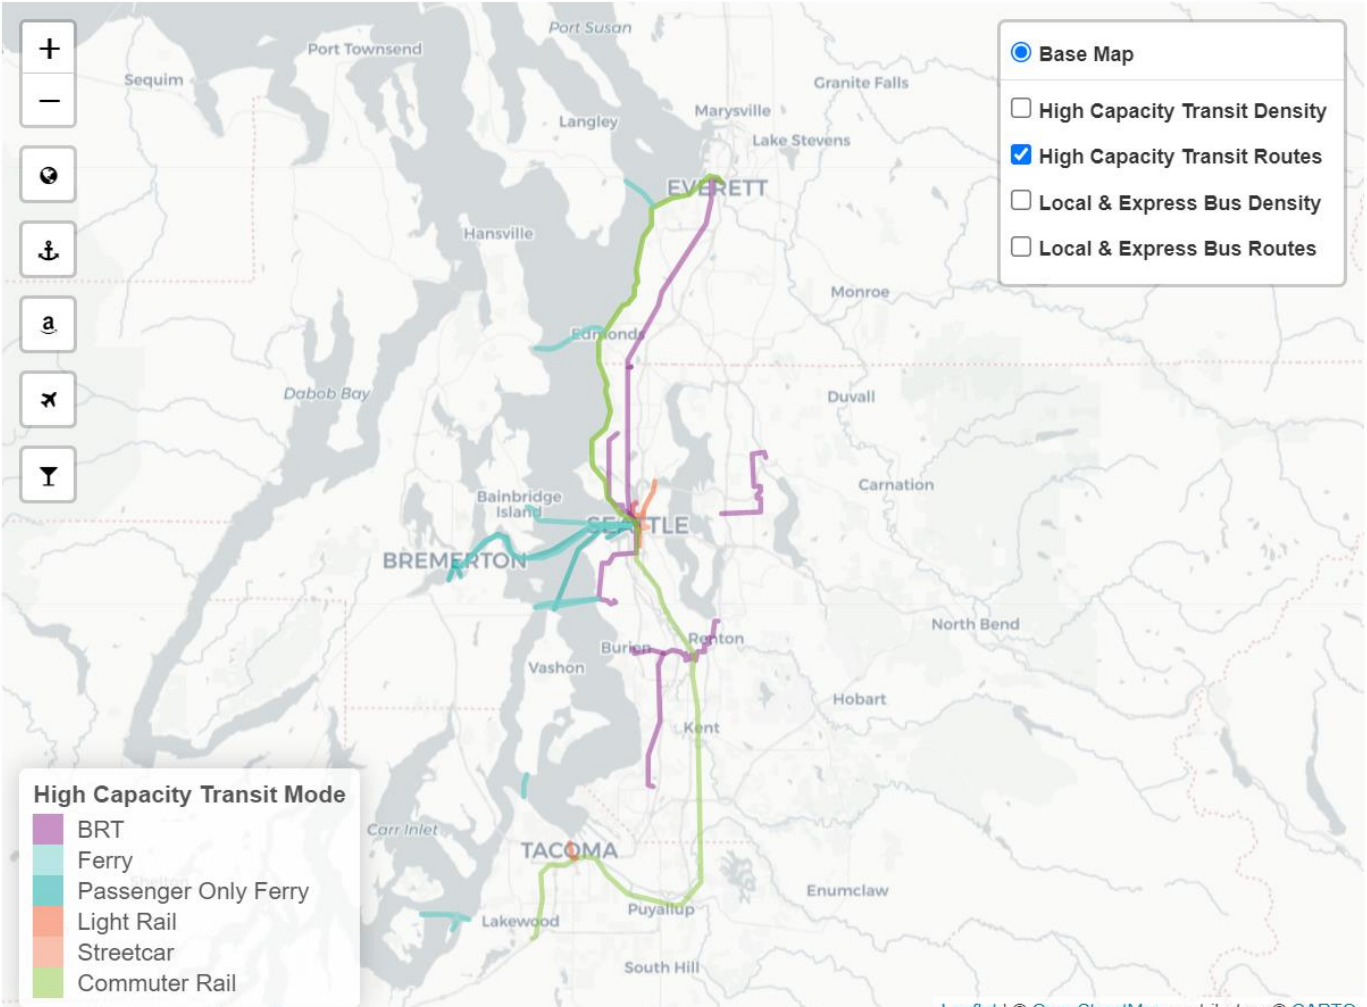 Port Susan
Port Townsend
Sequim
Granite Falls
Marysville
Langley
Lake Stevens
EVERETT
Hansville
Monroe
Edmonds
Dabob Bay
Duvall
Carnation
Bainbridge
Island
SEATTLE
BREMERTON
North Bend
Burien
Renton
Vashon
Hobart
Kent
Carr Inlet
TACOMA
Shelton
Enumclaw
Puyallup
Lakewood
South Hill
+
−
a
Base Map
High Capacity Transit Density
High Capacity Transit Routes
Local & Express Bus Density
Local & Express Bus Routes
High Capacity Transit Mode
BRT
Ferry
Passenger Only Ferry
Light Rail
Streetcar
Commuter Rail